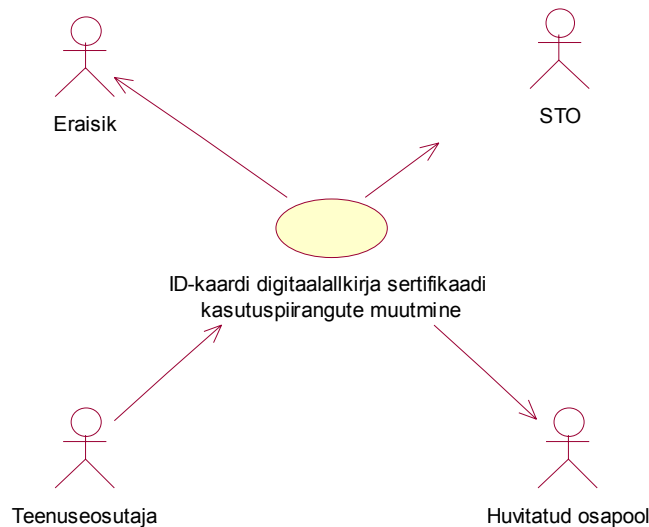 Eraisik
STO
ID-kaardi digitaalallkirja sertifikaadi
kasutuspiirangute muutmine
Teenuseosutaja
Huvitatud osapool